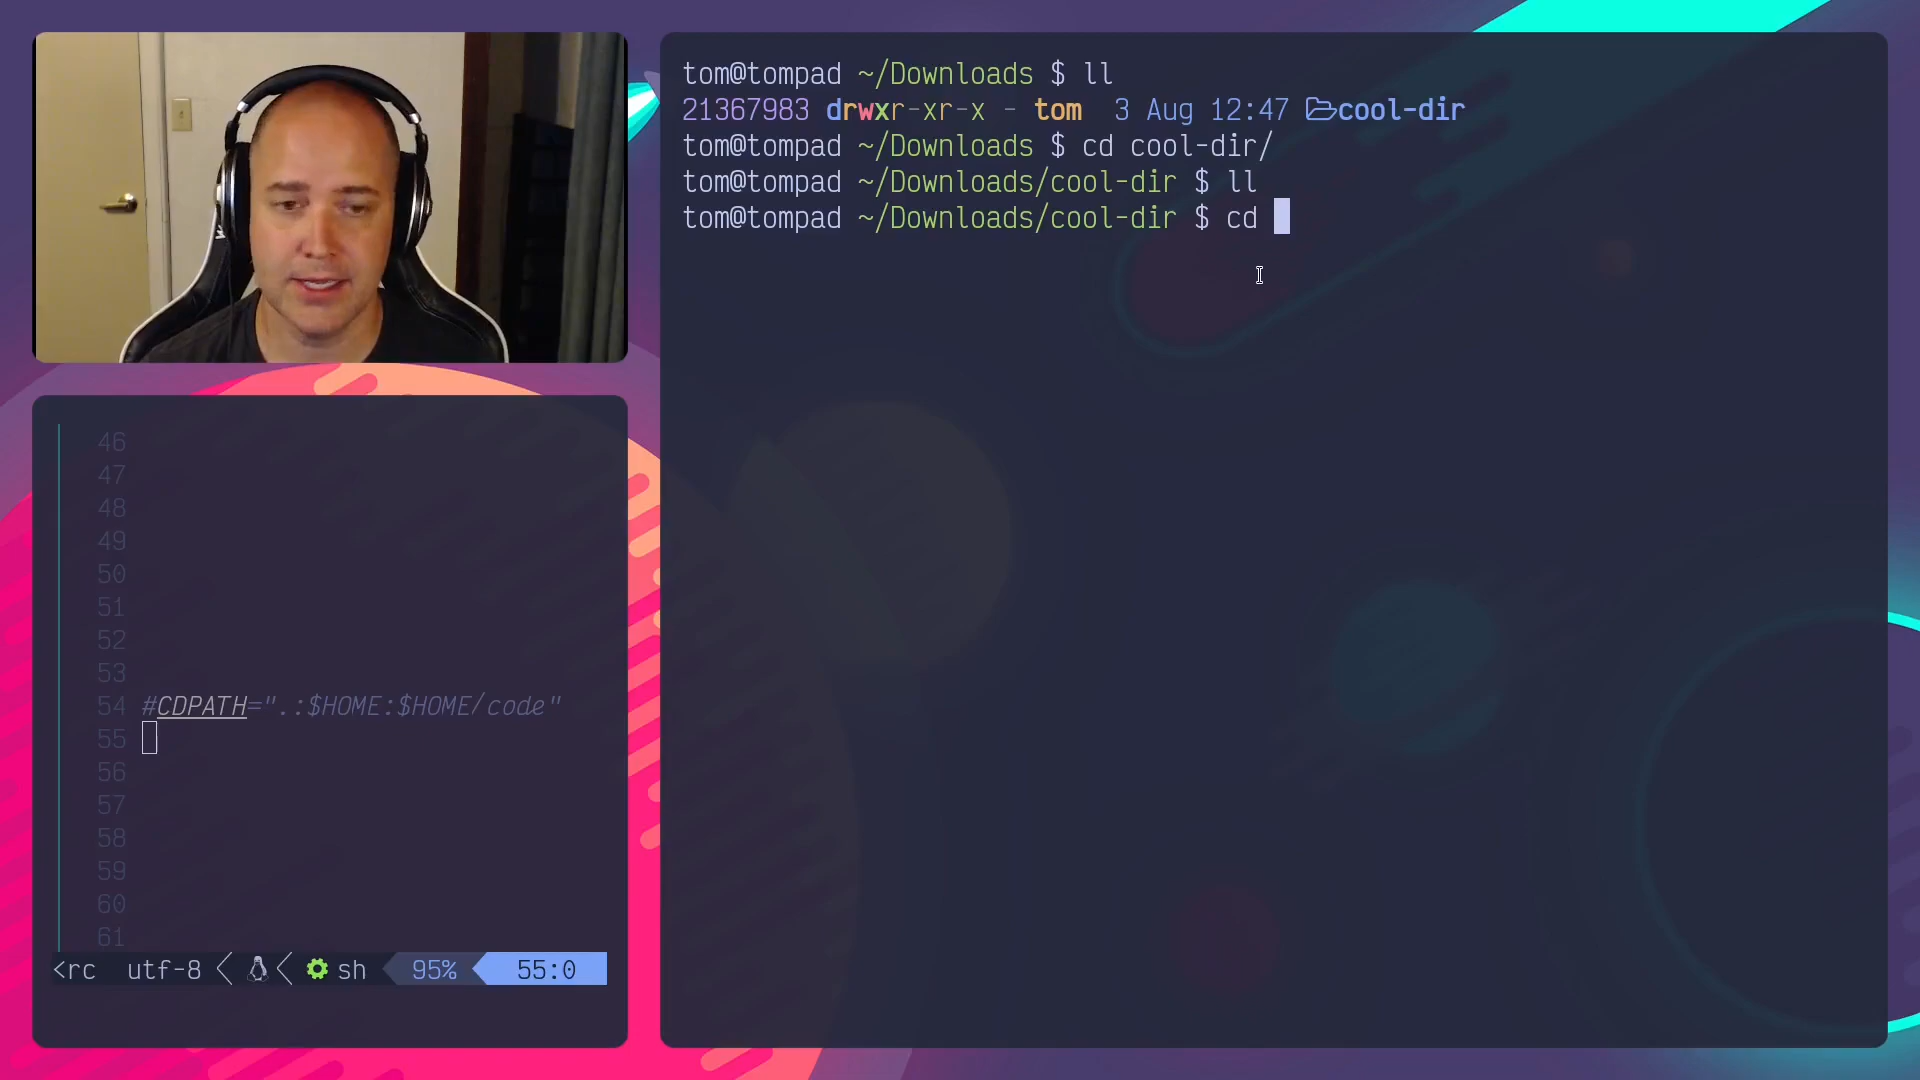 tom@tompad ~/Downloads $ ll
21367983 drwxr-xr-x - tom 3 Aug 12:47 cool-dir
tom@tompad ~/Downloads $ cd cool-dir/
tom@tompad ~/Downloads/cool-dir $ ll
tom@tompad ~/Downloads/cool-dir $ cd
46
47
48
49
50
51
52
53
54 #CDPATH=".:$HOME:$HOME/code"
55
56
57
58
59
60
61
<rc utf-8 sh 95% 55:0